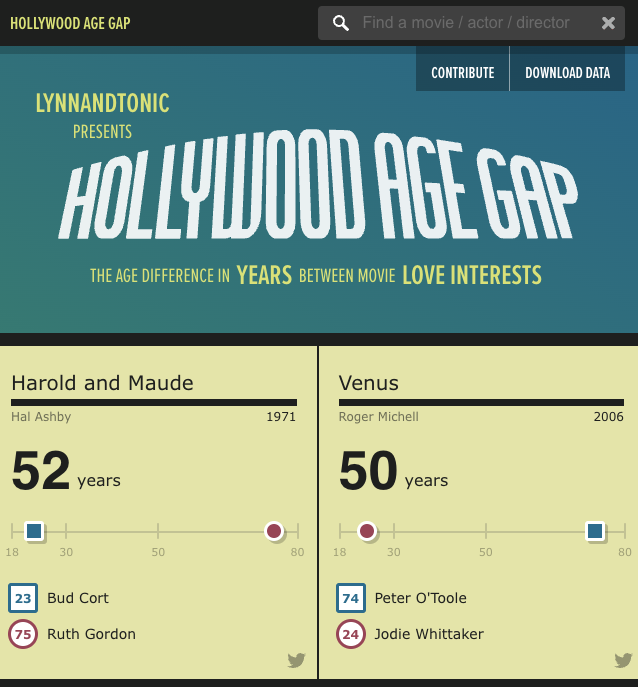 HOLLYWOOD AGE GAP
Find a movie / actor / director
CONTRIBUTE
DOWNLOAD DATA
LYNNANDTONIC
PRESENTS
HOLLYWOOD AGE GAP
THE AGE DIFFERENCE IN YEARS BETWEEN MOVIE LOVE INTERESTS
Harold and Maude
Hal Ashby 1971
52 years
18 30 50 80
23 Bud Cort
75 Ruth Gordon
Venus
Roger Michell 2006
50 years
18 30 50 80
74 Peter O'Toole
24 Jodie Whittaker